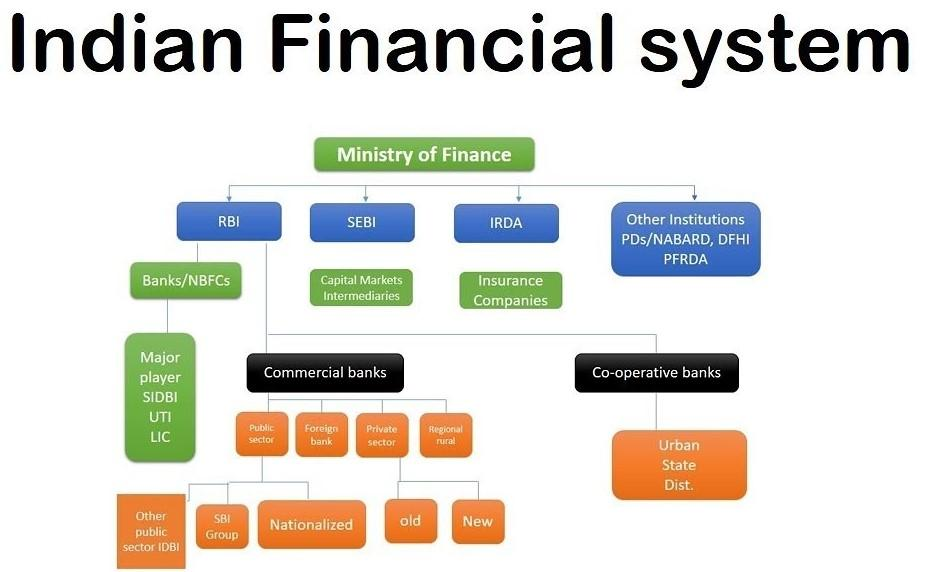 Indian Financial system
Ministry of Finance
RBI
SEBI
IRDA
Other Institutions
PDs/NABARD, DFHI
PFRDA
Banks/NBFCs
Capital Markets
Intermediaries
Insurance
Companies
Major
player
SIDBI
UTI
LIC
Commercial banks
Co-operative banks
Public
sector
Foreign
bank
Private
sector
Regional
rural
Urban
State
Dist.
Other
public
sector IDBI
SBI
Group
Nationalized
old
New